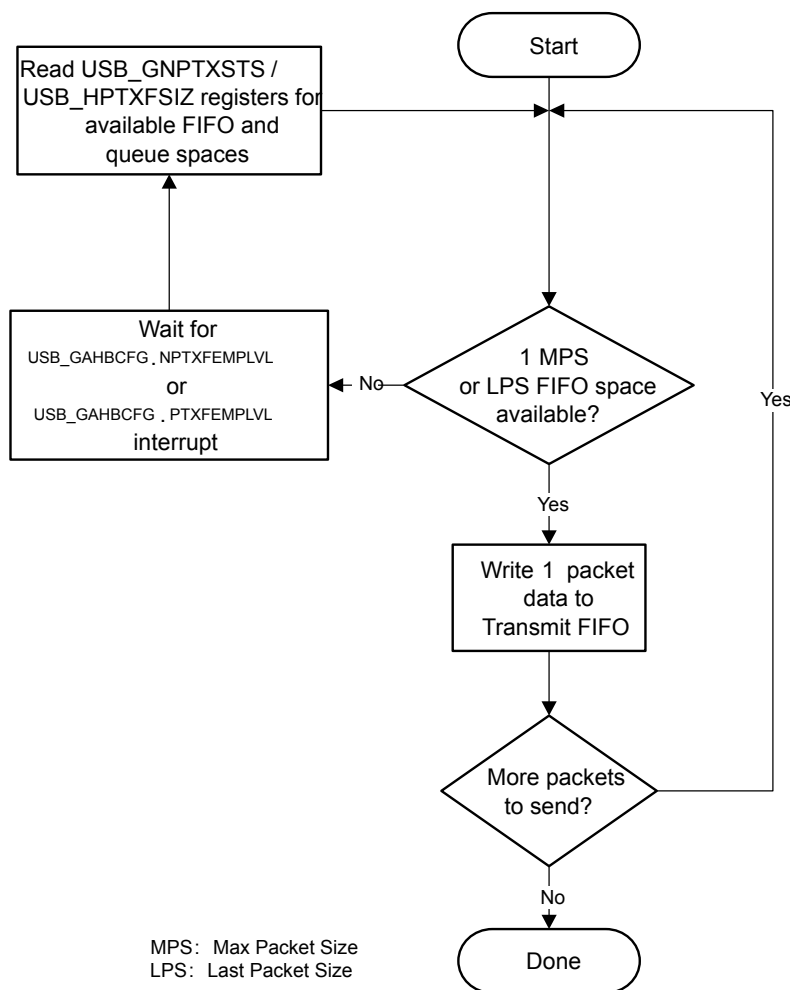 Start
Read USB_GNPTXSTS /
USB_HPTXFSIZ registers for
available FIFO and
queue spaces
Wait for
USB_GAHBCFG . NPTXFEMPLVL
or
USB_GAHBCFG . PTXFEMPLVL
interrupt
No
1 MPS
or LPS FIFO space
available?
Yes
Yes
Write 1 packet
data to
Transmit FIFO
More packets
to send?
No
Done
MPS: Max Packet Size
LPS: Last Packet Size